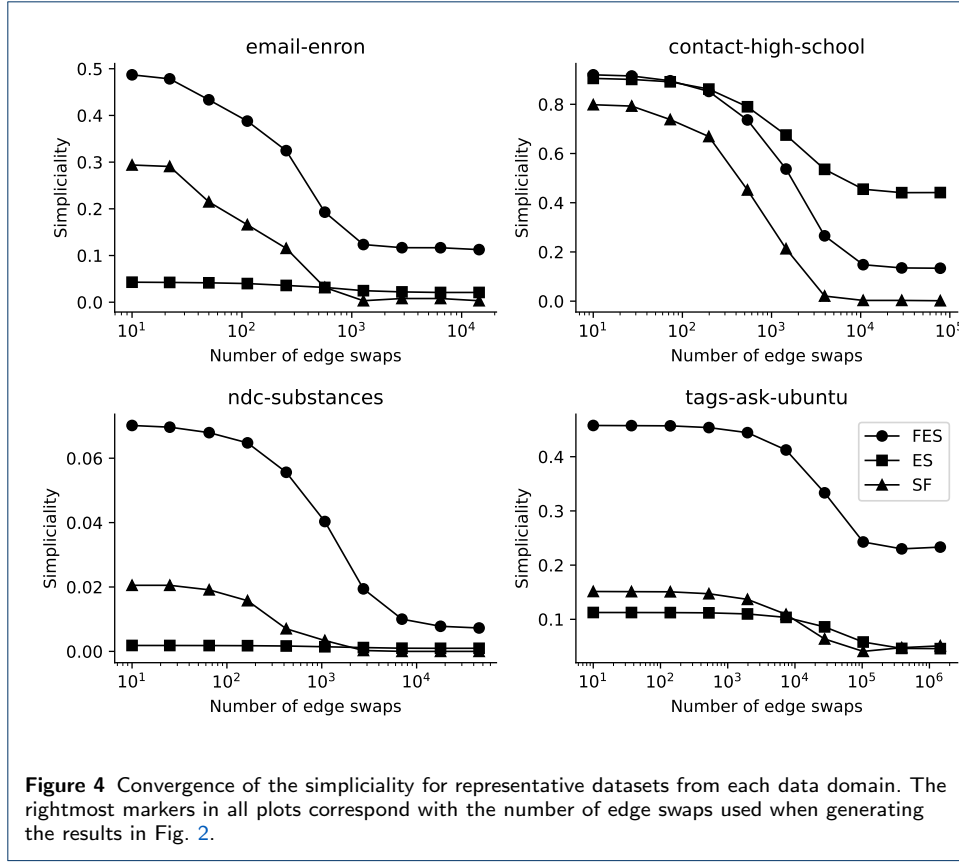 email-enron
0.5
0.4
0.3
0.2
0.1
0.0
Simpliciality
10^1 10^2 10^3 10^4
Number of edge swaps
contact-high-school
0.8
0.6
0.4
0.2
0.0
Simpliciality
10^1 10^2 10^3 10^4 10^5
Number of edge swaps
ndc-substances
0.06
0.04
0.02
0.00
Simpliciality
10^1 10^2 10^3 10^4
Number of edge swaps
tags-ask-ubuntu
0.4
0.3
0.2
0.1
Simpliciality
FES
ES
SF
10^1 10^2 10^3 10^4 10^5 10^6
Number of edge swaps
Figure 4 Convergence of the simpliciality for representative datasets from each data domain. The
rightmost markers in all plots correspond with the number of edge swaps used when generating
the results in Fig. 2.